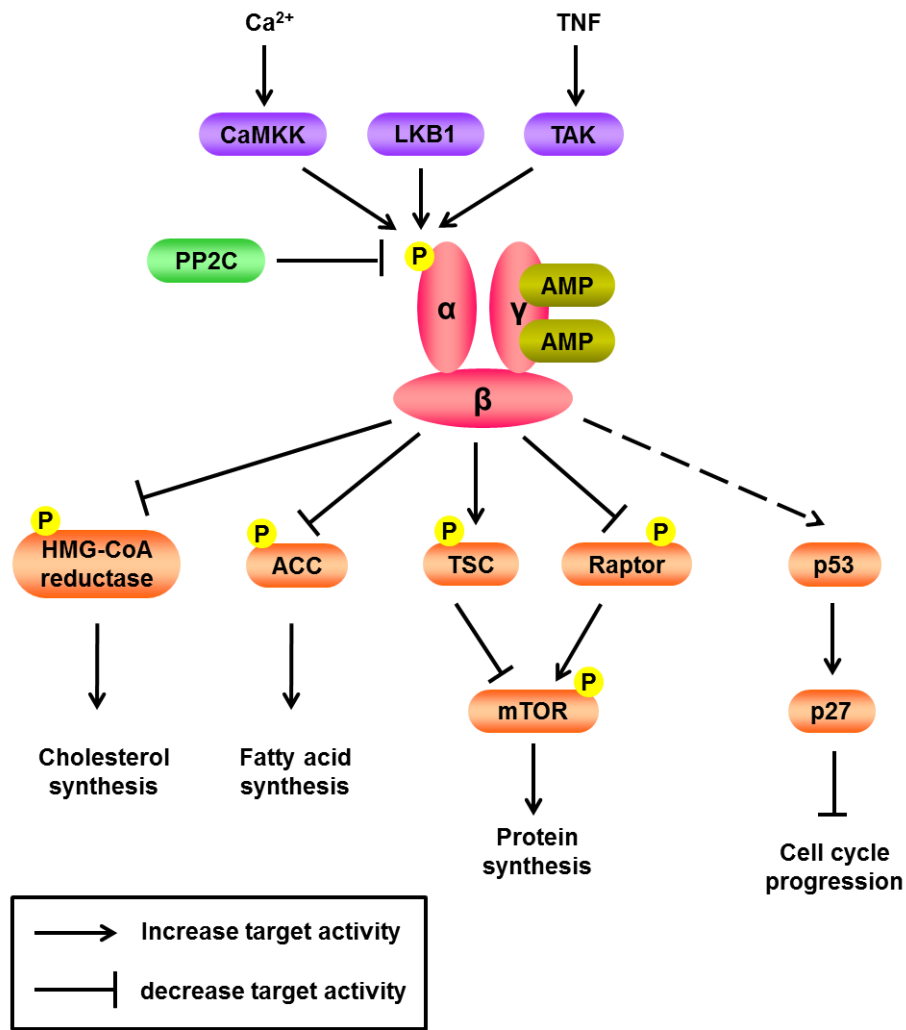 Ca²⁺
TNF
CaMKK
LKB1
TAK
PP2C
P
α
γ
AMP
AMP
β
P
HMG-CoA
reductase
P
ACC
P
TSC
P
Raptor
p53
P
mTOR
p27
Cholesterol
synthesis
Fatty acid
synthesis
Protein
synthesis
Cell cycle
progression
Increase target activity
decrease target activity